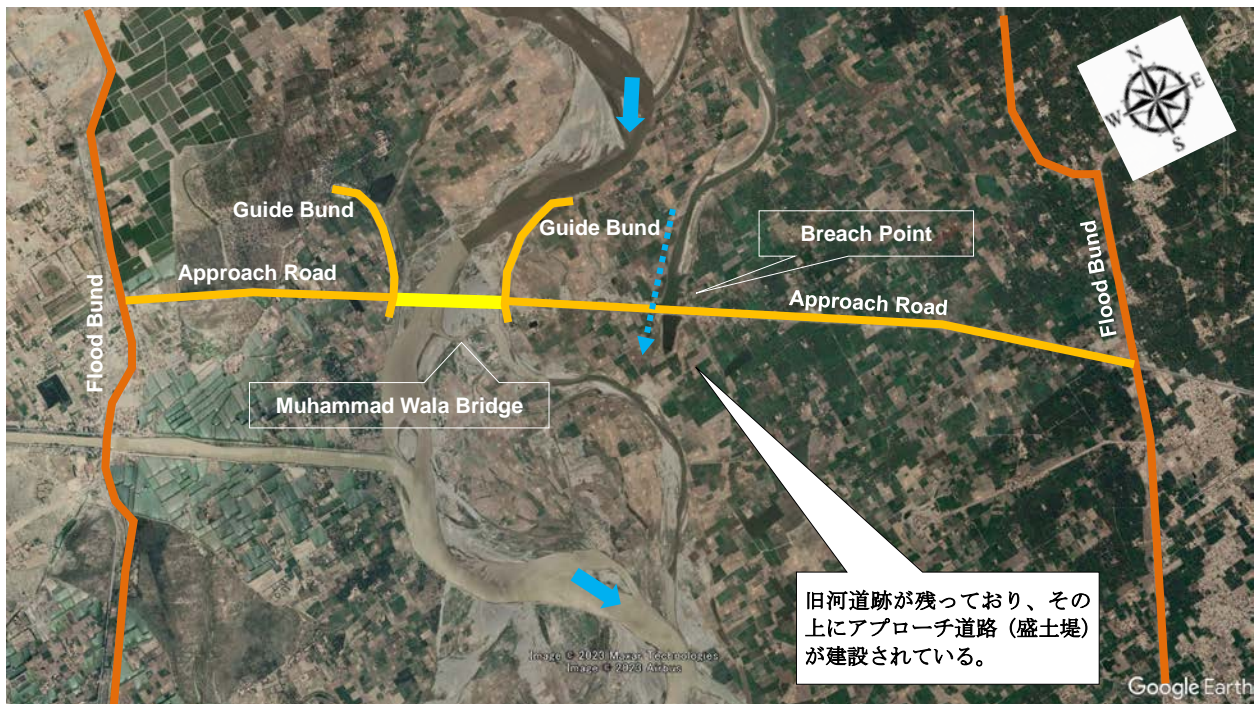 N
E
W
S
Guide Bund
Guide Bund
Breach Point
Approach Road
Approach Road
Flood Bund
Flood Bund
Muhammad Wala Bridge
旧河道跡が残っており、その
上にアプローチ道路（盛土堤）
が建設されている。
Image © 2023 Maxar Technologies
Image © 2023 Airbus
Google Earth